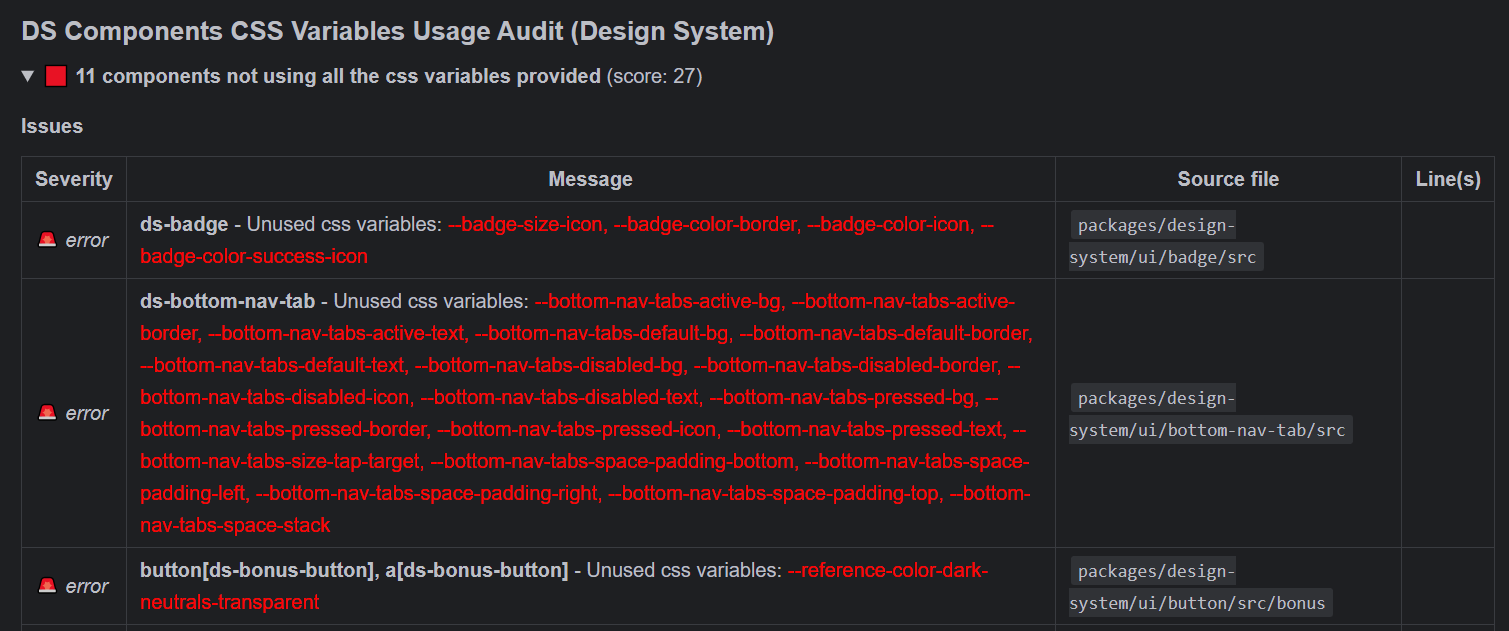 DS Components CSS Variables Usage Audit (Design System)
▼ 🟥 11 components not using all the css variables provided (score: 27)
Issues
Severity Message Source file Line(s)
🚨 error
ds-badge - Unused css variables: --badge-size-icon, --badge-color-border, --badge-color-icon, --
badge-color-success-icon
packages/design-
system/ui/badge/src
🚨 error
ds-bottom-nav-tab - Unused css variables: --bottom-nav-tabs-active-bg, --bottom-nav-tabs-active-
border, --bottom-nav-tabs-active-text, --bottom-nav-tabs-default-bg, --bottom-nav-tabs-default-border,
--bottom-nav-tabs-default-text, --bottom-nav-tabs-disabled-bg, --bottom-nav-tabs-disabled-border, --
bottom-nav-tabs-disabled-icon, --bottom-nav-tabs-disabled-text, --bottom-nav-tabs-pressed-bg, --
bottom-nav-tabs-pressed-border, --bottom-nav-tabs-pressed-icon, --bottom-nav-tabs-pressed-text, --
bottom-nav-tabs-size-tap-target, --bottom-nav-tabs-space-padding-bottom, --bottom-nav-tabs-space-
padding-left, --bottom-nav-tabs-space-padding-right, --bottom-nav-tabs-space-padding-top, --bottom-
nav-tabs-space-stack
packages/design-
system/ui/bottom-nav-tab/src
🚨 error
button[ds-bonus-button], a[ds-bonus-button] - Unused css variables: --reference-color-dark-
neutrals-transparent
packages/design-
system/ui/button/src/bonus